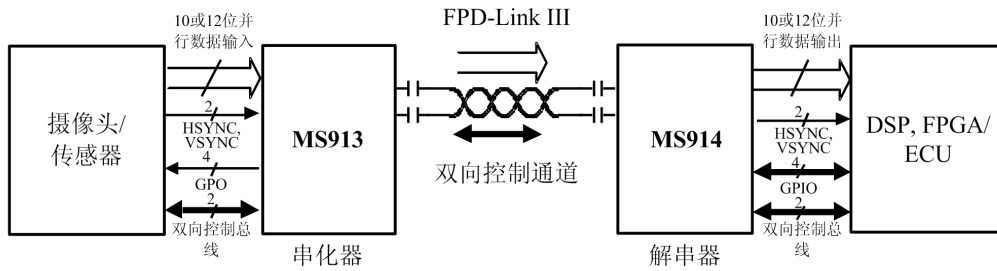 FPD-Link III
10或12位并
行数据输入
2
HSYNC,
VSYNC
4
GPO
2
双向控制总
线
摄像头/
传感器
MS913
串化器
双向控制通道
MS914
解串器
10或12位并
行数据输出
2
HSYNC,
VSYNC
4
GPIO
2
双向控制总
线
DSP, FPGA/
ECU